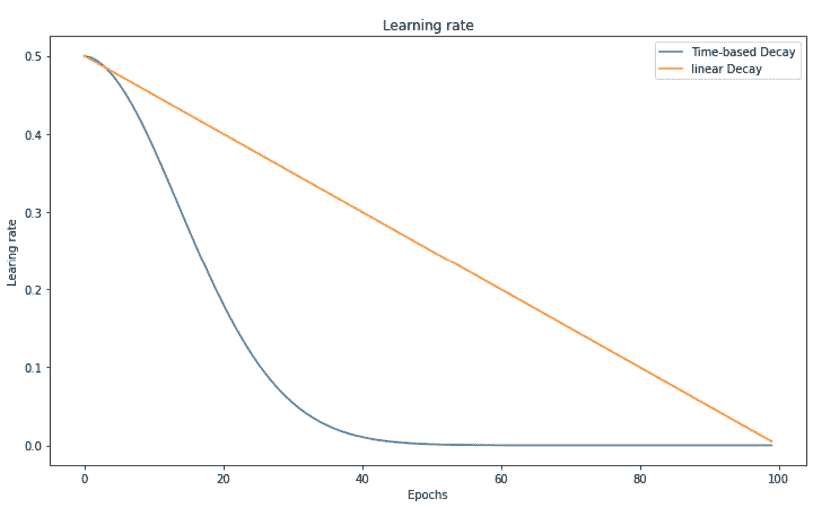 Learning rate
Time-based Decay
linear Decay
0.5
0.4
0.3
0.2
0.1
0.0
Learing rate
0 20 40 60 80 100
Epochs